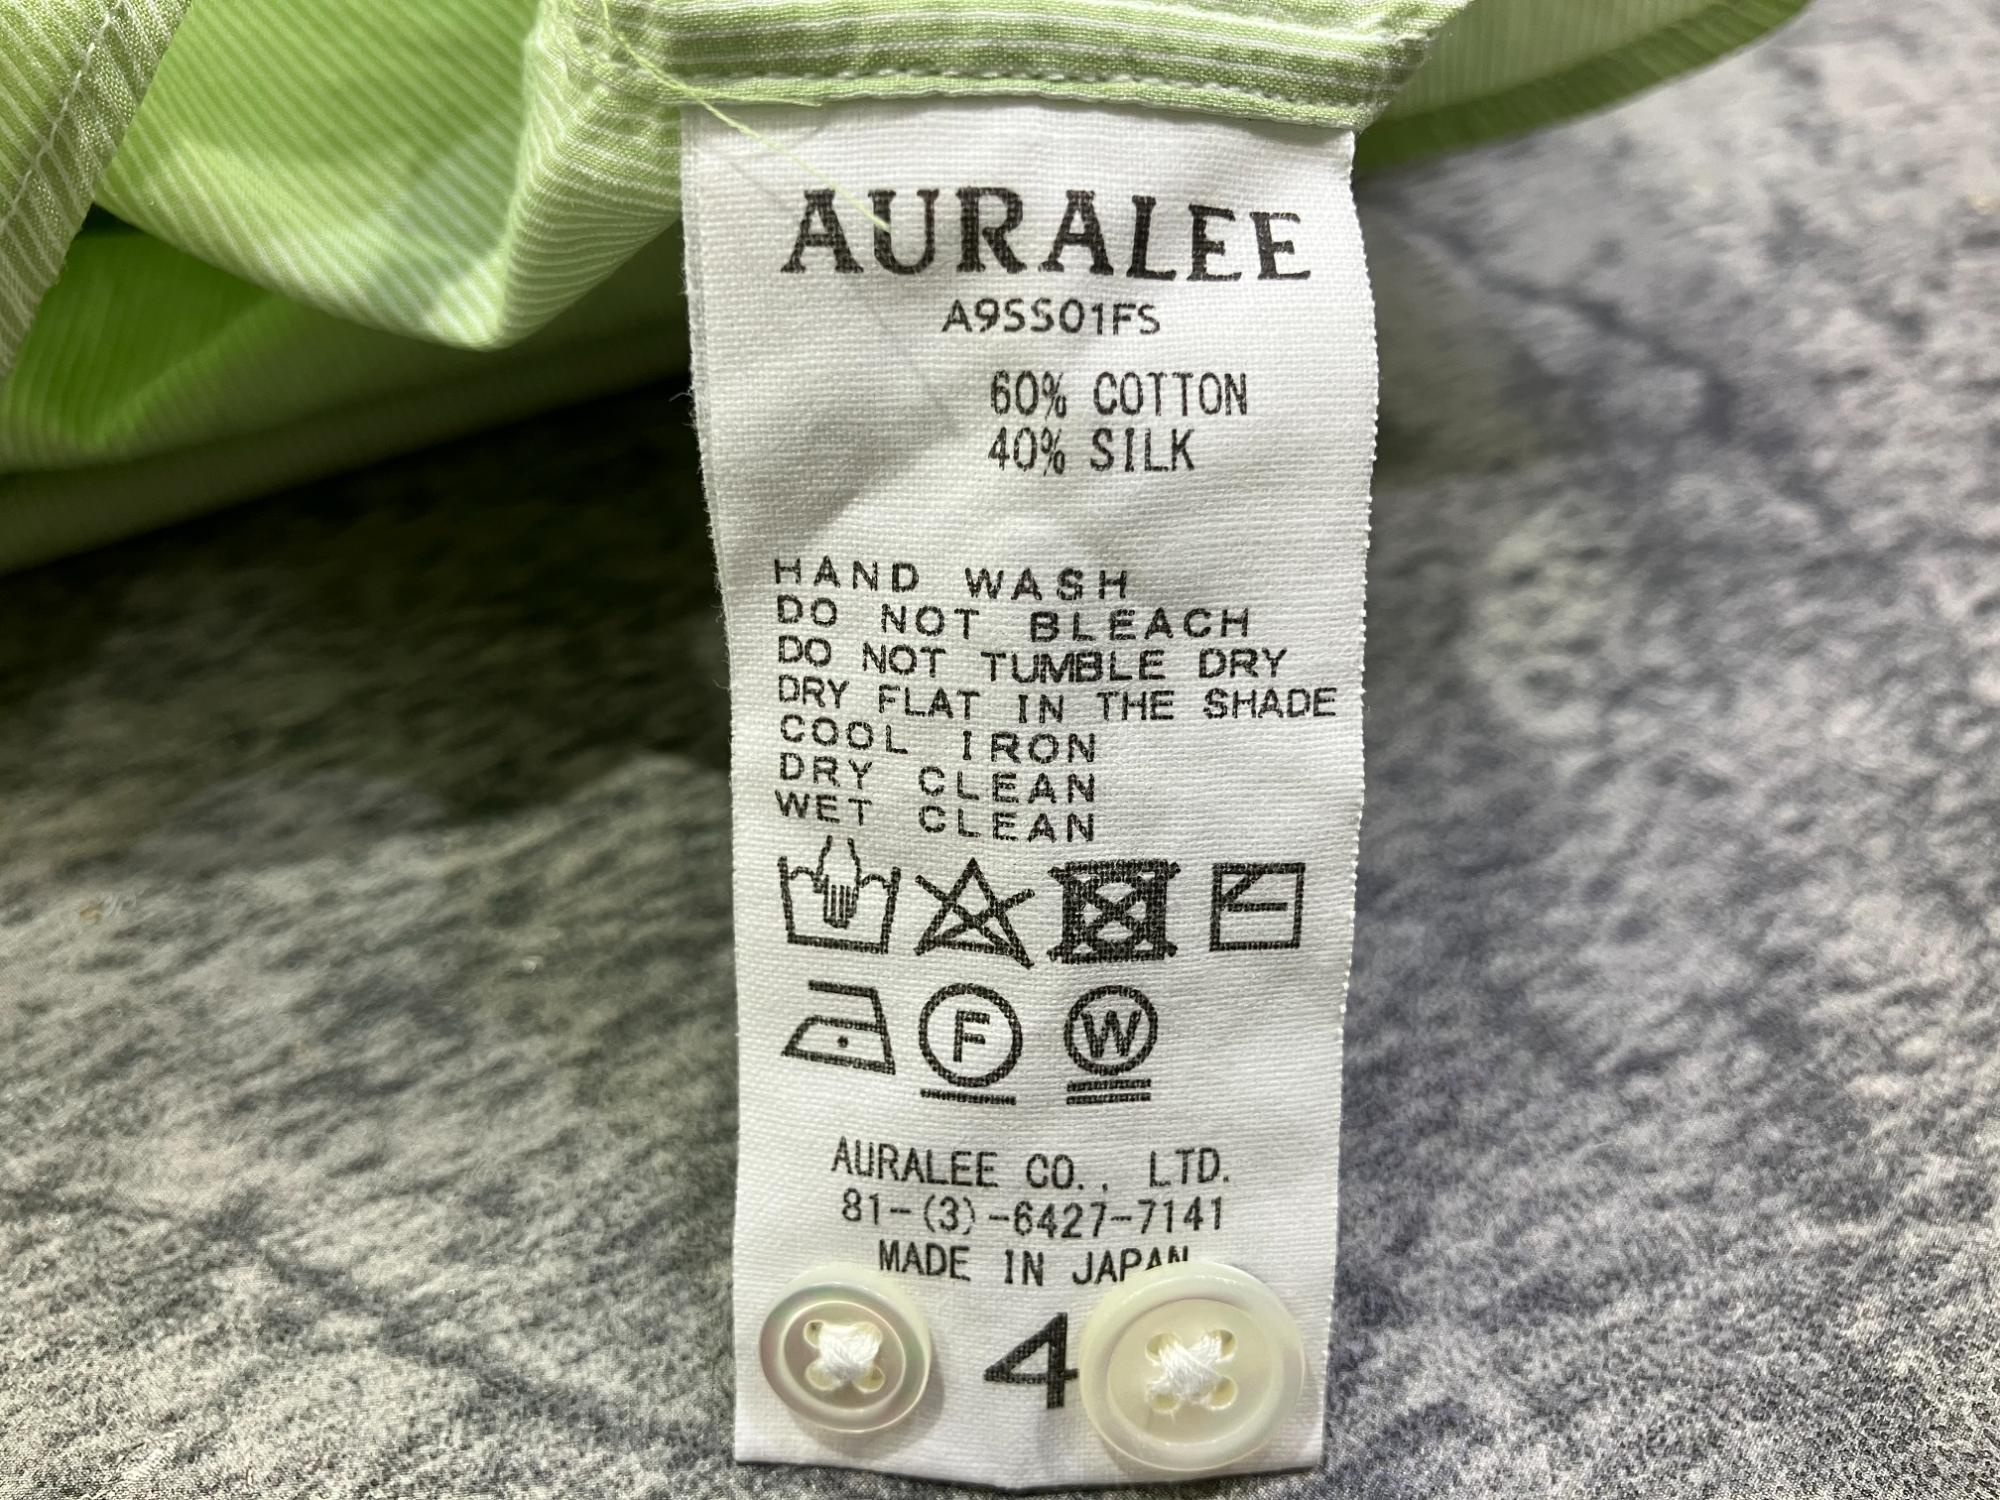 AURALEE
A9SS01FS
60% COTTON
40% SILK
HAND WASH
DO NOT BLEACH
DO NOT TUMBLE DRY
DRY FLAT IN THE SHADE
COOL IRON
DRY CLEAN
WET CLEAN
F W
AURALEE CO., LTD.
81-(3)-6427-7141
MADE IN JAPAN
4